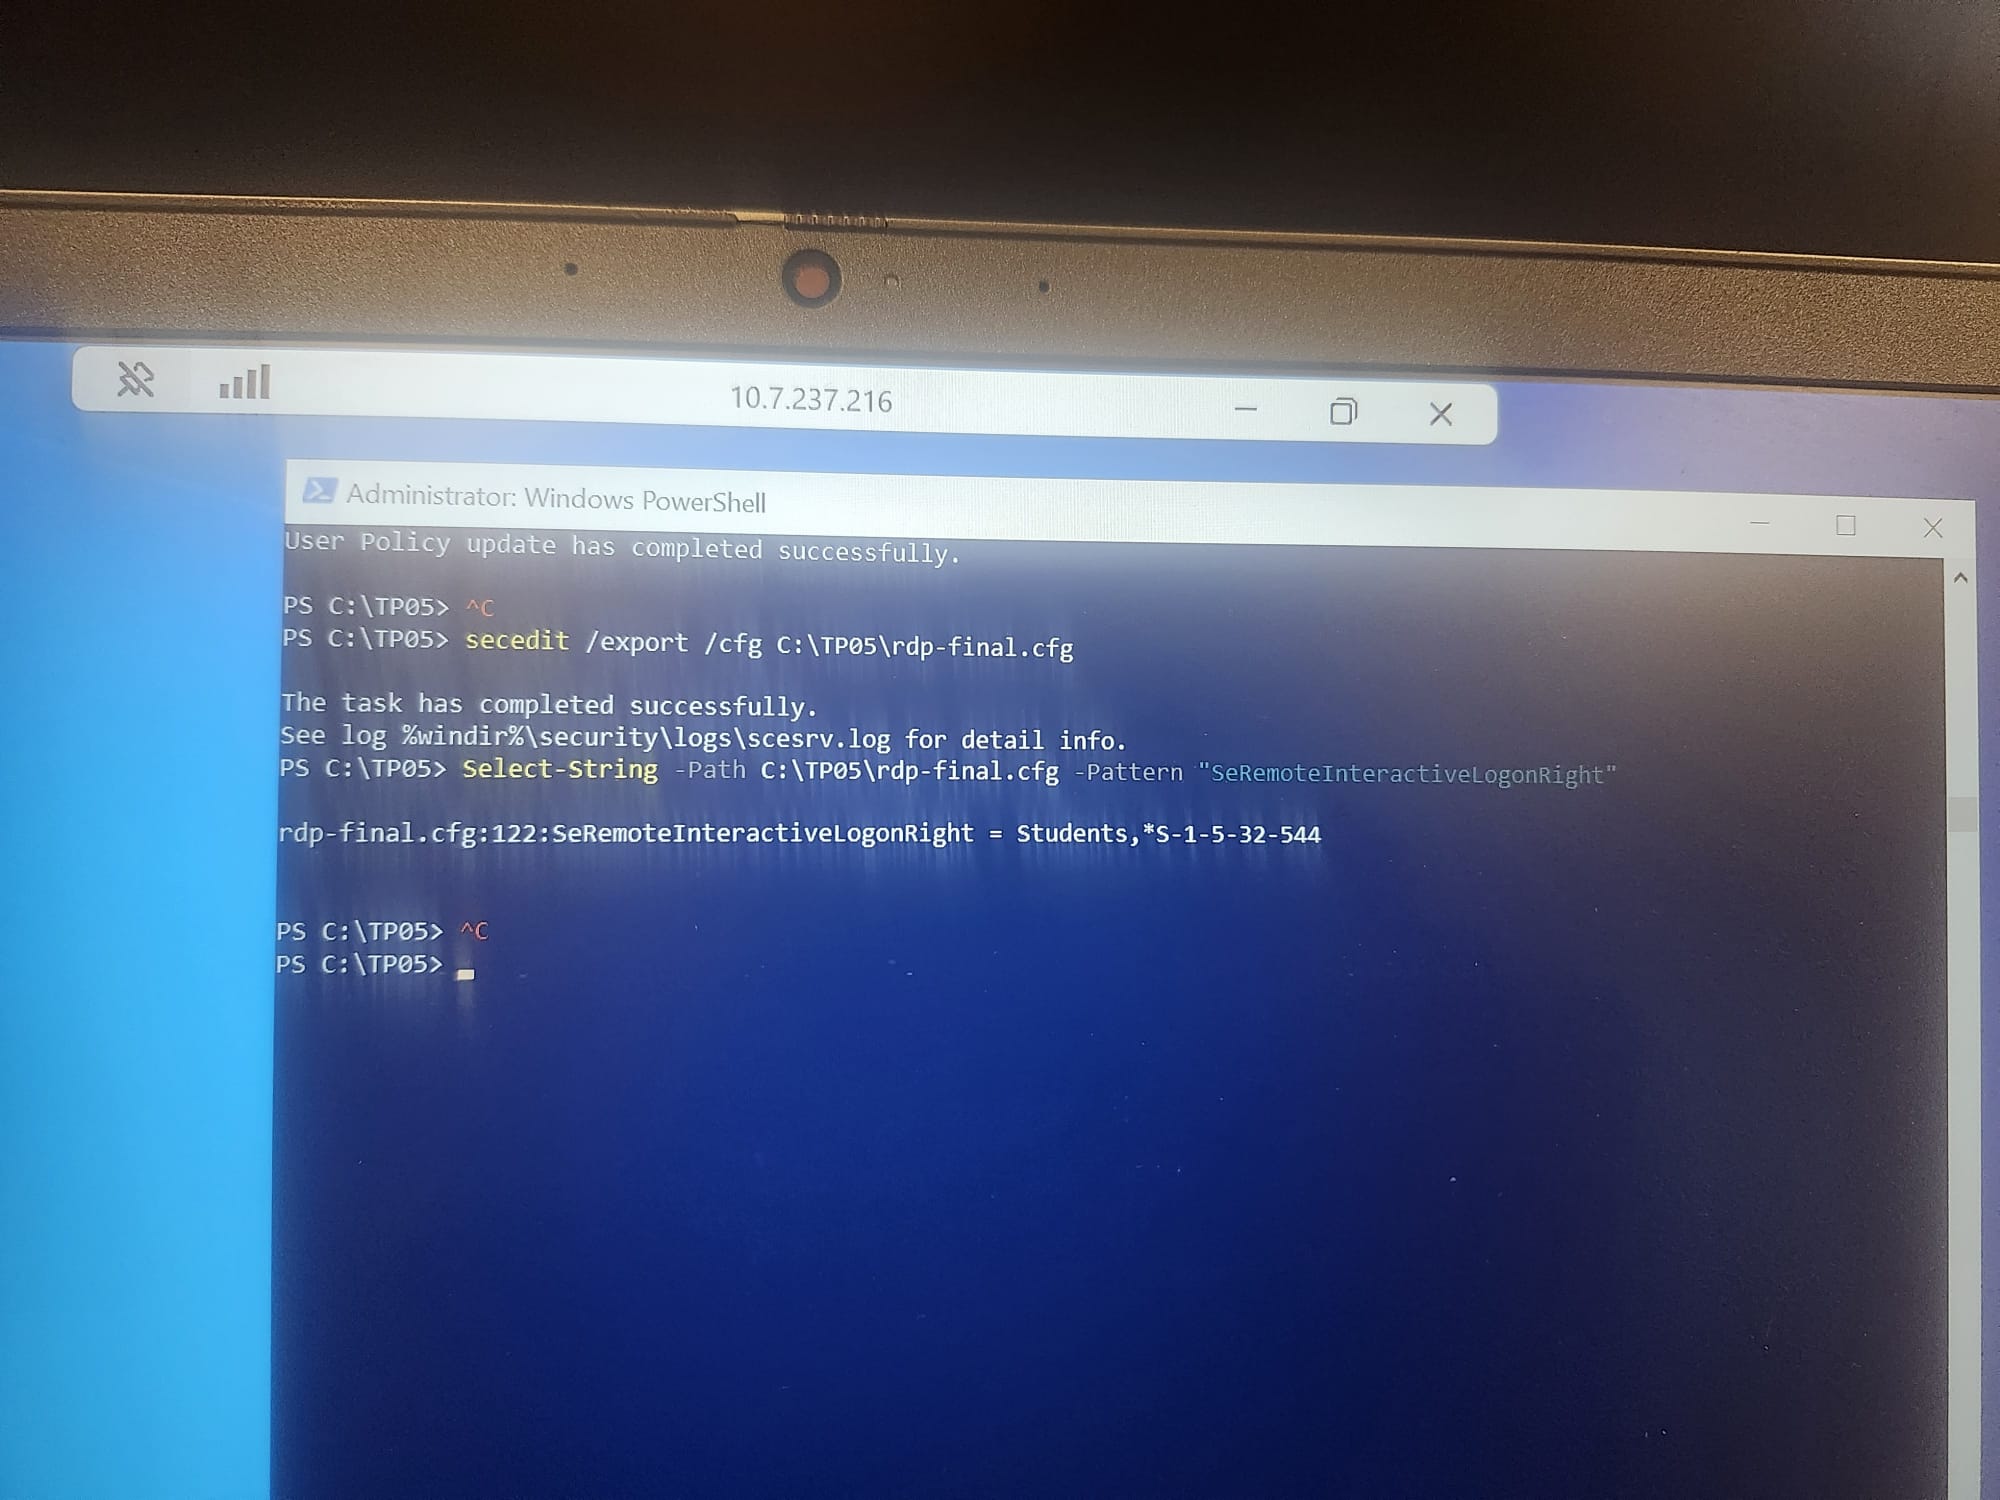 10.7.237.216
Administrator: Windows PowerShell
User Policy update has completed successfully.
PS C:\TP05> ^C
PS C:\TP05> secedit /export /cfg C:\TP05\rdp-final.cfg
The task has completed successfully.
See log %windir%\security\logs\scesrv.log for detail info.
PS C:\TP05> Select-String -Path C:\TP05\rdp-final.cfg -Pattern "SeRemoteInteractiveLogonRight"
rdp-final.cfg:122:SeRemoteInteractiveLogonRight = Students,*S-1-5-32-544
PS C:\TP05> ^C
PS C:\TP05>